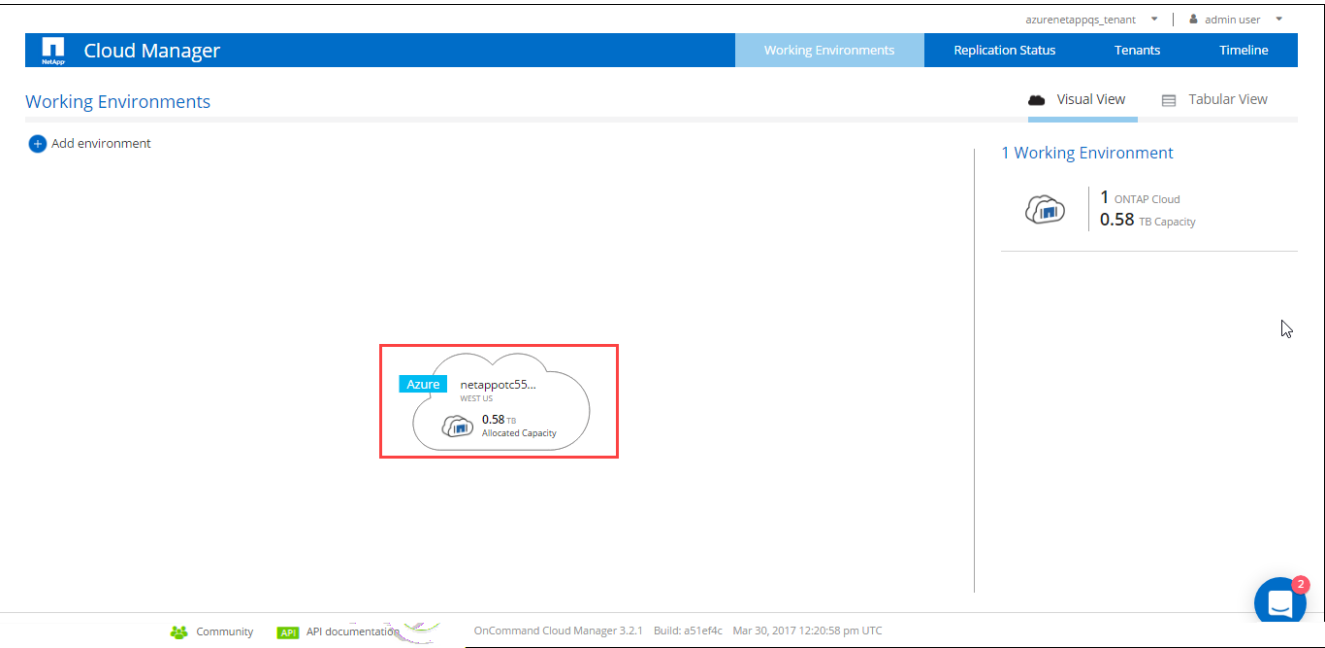 azurenetappqs_tenant admin user
NetApp Cloud Manager Working Environments Replication Status Tenants Timeline
Working Environments Visual View Tabular View
Add environment
1 Working Environment
1 ONTAP Cloud
0.58 TB Capacity
Azure netappotc55...
WEST US
0.58 TB
Allocated Capacity
2
Community API API documentation OnCommand Cloud Manager 3.2.1 Build: a51ef4c Mar 30, 2017 12:20:58 pm UTC